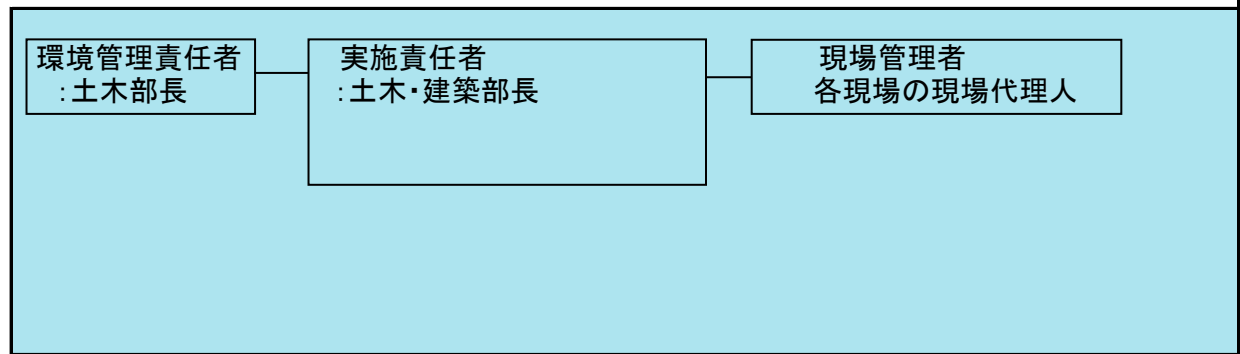 環境管理責任者
:土木部長
実施責任者
:土木・建築部長
現場管理者
各現場の現場代理人